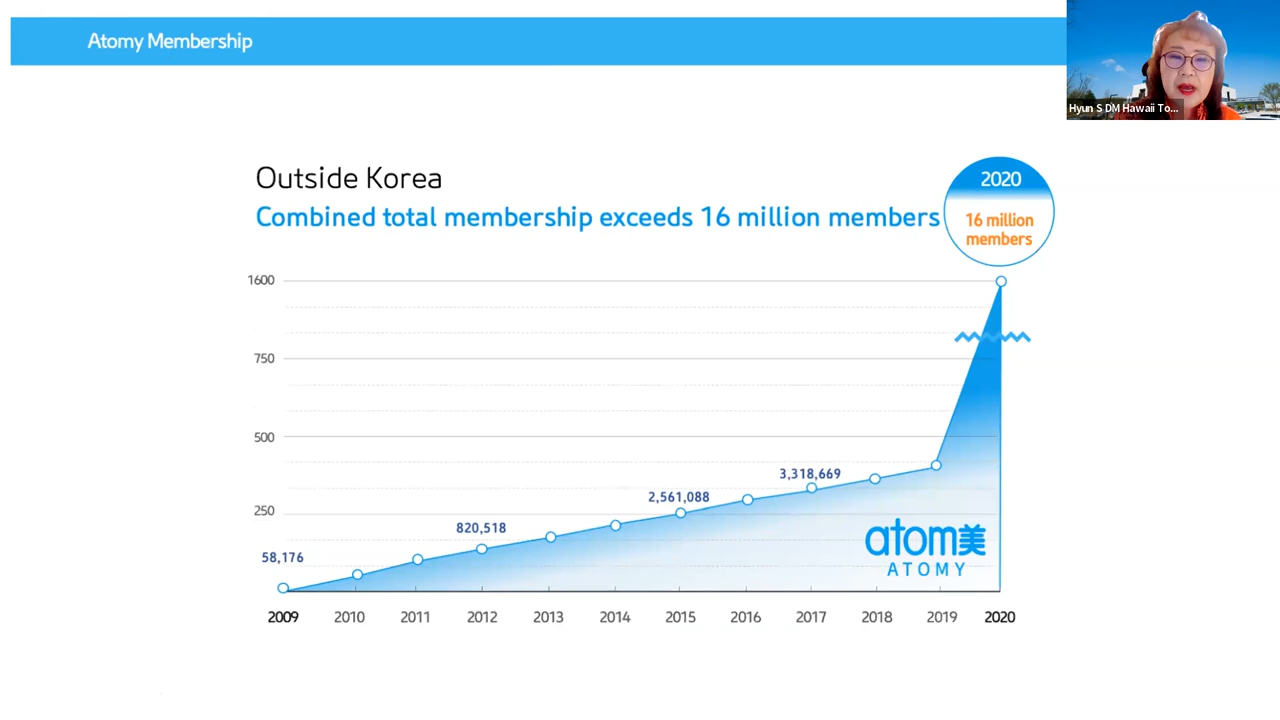 Atomy Membership
Hyun S DM Hawaii To...
Outside Korea
Combined total membership exceeds 16 million members
2020
16 million
members
1600
750
500
250
58,176
820,518
2,561,088
3,318,669
atom美
ATOMY
2009 2010 2011 2012 2013 2014 2015 2016 2017 2018 2019 2020